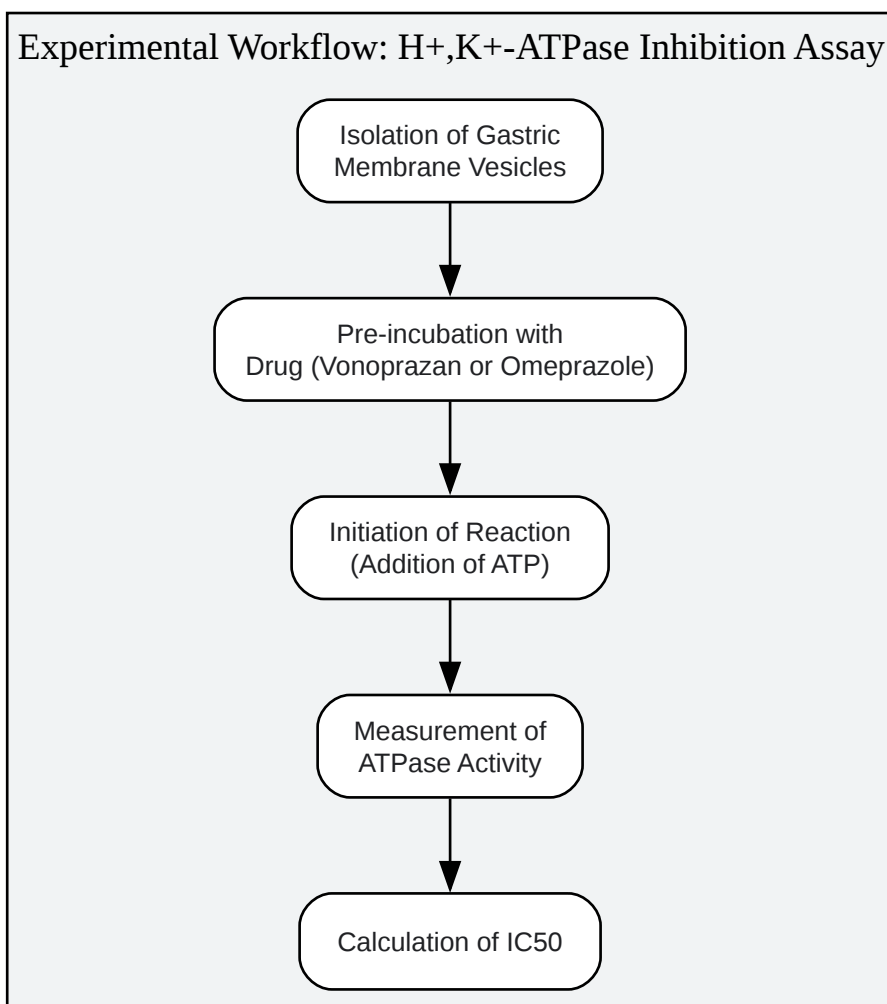 Experimental Workflow: H+,K+-ATPase Inhibition Assay
Isolation of Gastric
Membrane Vesicles
Pre-incubation with
Drug (Vonoprazan or Omeprazole)
Initiation of Reaction
(Addition of ATP)
Measurement of
ATPase Activity
Calculation of IC50